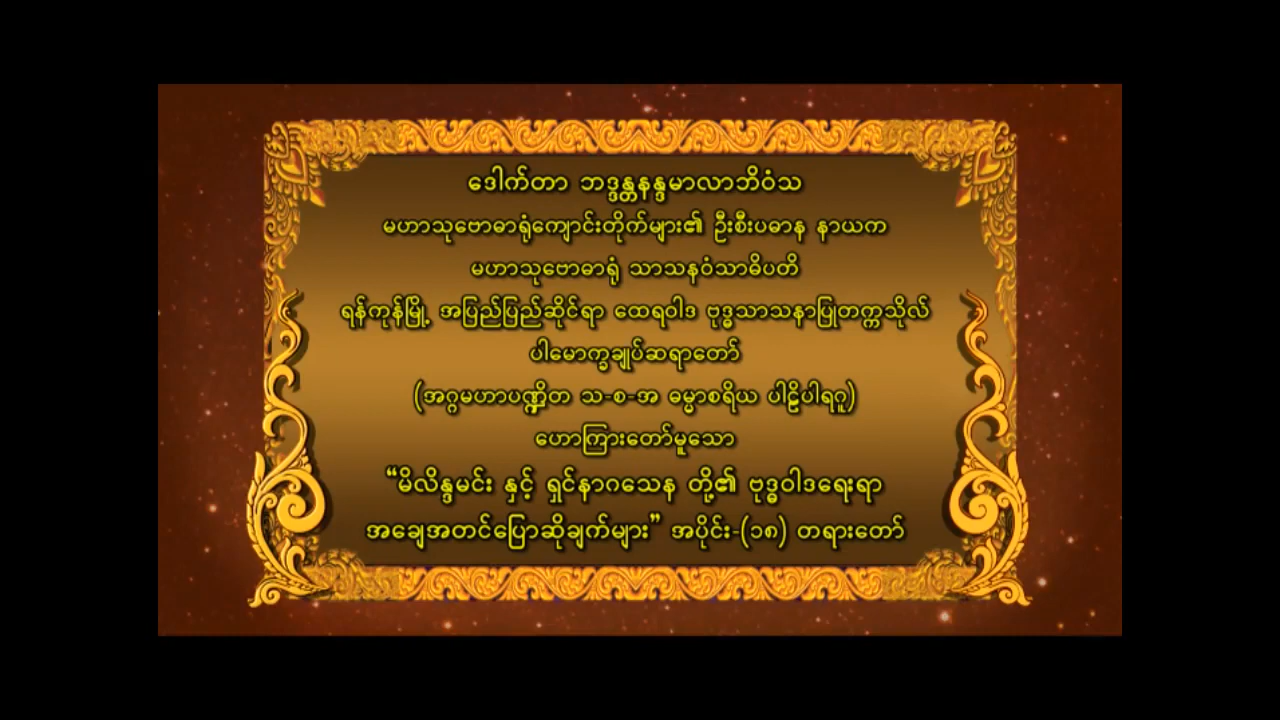 ဒေါက်တာ ဘဒ္ဒန္တနန္ဒမာလာဘိဝံသ
မဟာသုဗောဓာရုံကျောင်းတိုက်များ၏ ဦးစီးပဓာန နာယက
မဟာသုဗောဓာရုံ သာသနဝံသာဓိပတိ
ရန်ကုန်မြို့ အပြည်ပြည်ဆိုင်ရာ ထေရဝါဒ ဗုဒ္ဓသာသနာပြုတက္ကသိုလ်
ပါမောက္ခချုပ်ဆရာတော်
(အဂ္ဂမဟာပဏ္ဍိတ သ-စ-အ ဓမ္မာစရိယ ပါဠိပါရဂူ)
ဟောကြားတော်မူသော
“မိလိန္ဒမင်း နှင့် ရှင်နာဂသေန တို့၏ ဗုဒ္ဓဝါဒရေးရာ
အချေအတင်ပြောဆိုချက်များ” အပိုင်း-(၁၈) တရားတော်